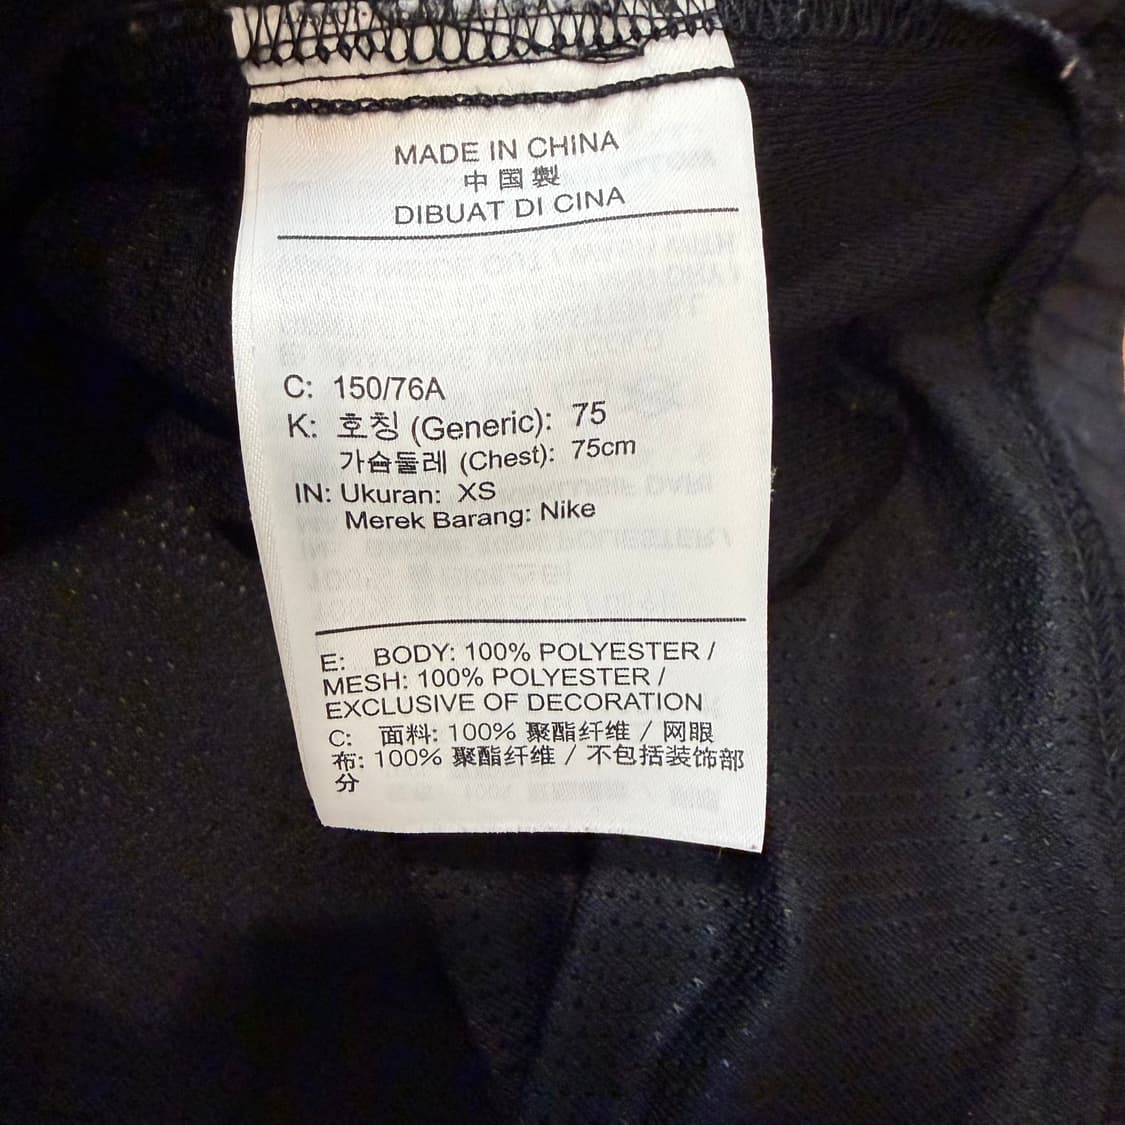 MADE IN CHINA
中国製
DIBUAT DI CINA
C: 150/76A
K: 호칭 (Generic): 75
가슴둘레 (Chest): 75cm
IN: Ukuran: XS
Merek Barang: Nike
E: BODY: 100% POLYESTER /
MESH: 100% POLYESTER /
EXCLUSIVE OF DECORATION
C: 面料: 100% 聚酯纤维 / 网眼
布: 100% 聚酯纤维 / 不包括装饰部
分